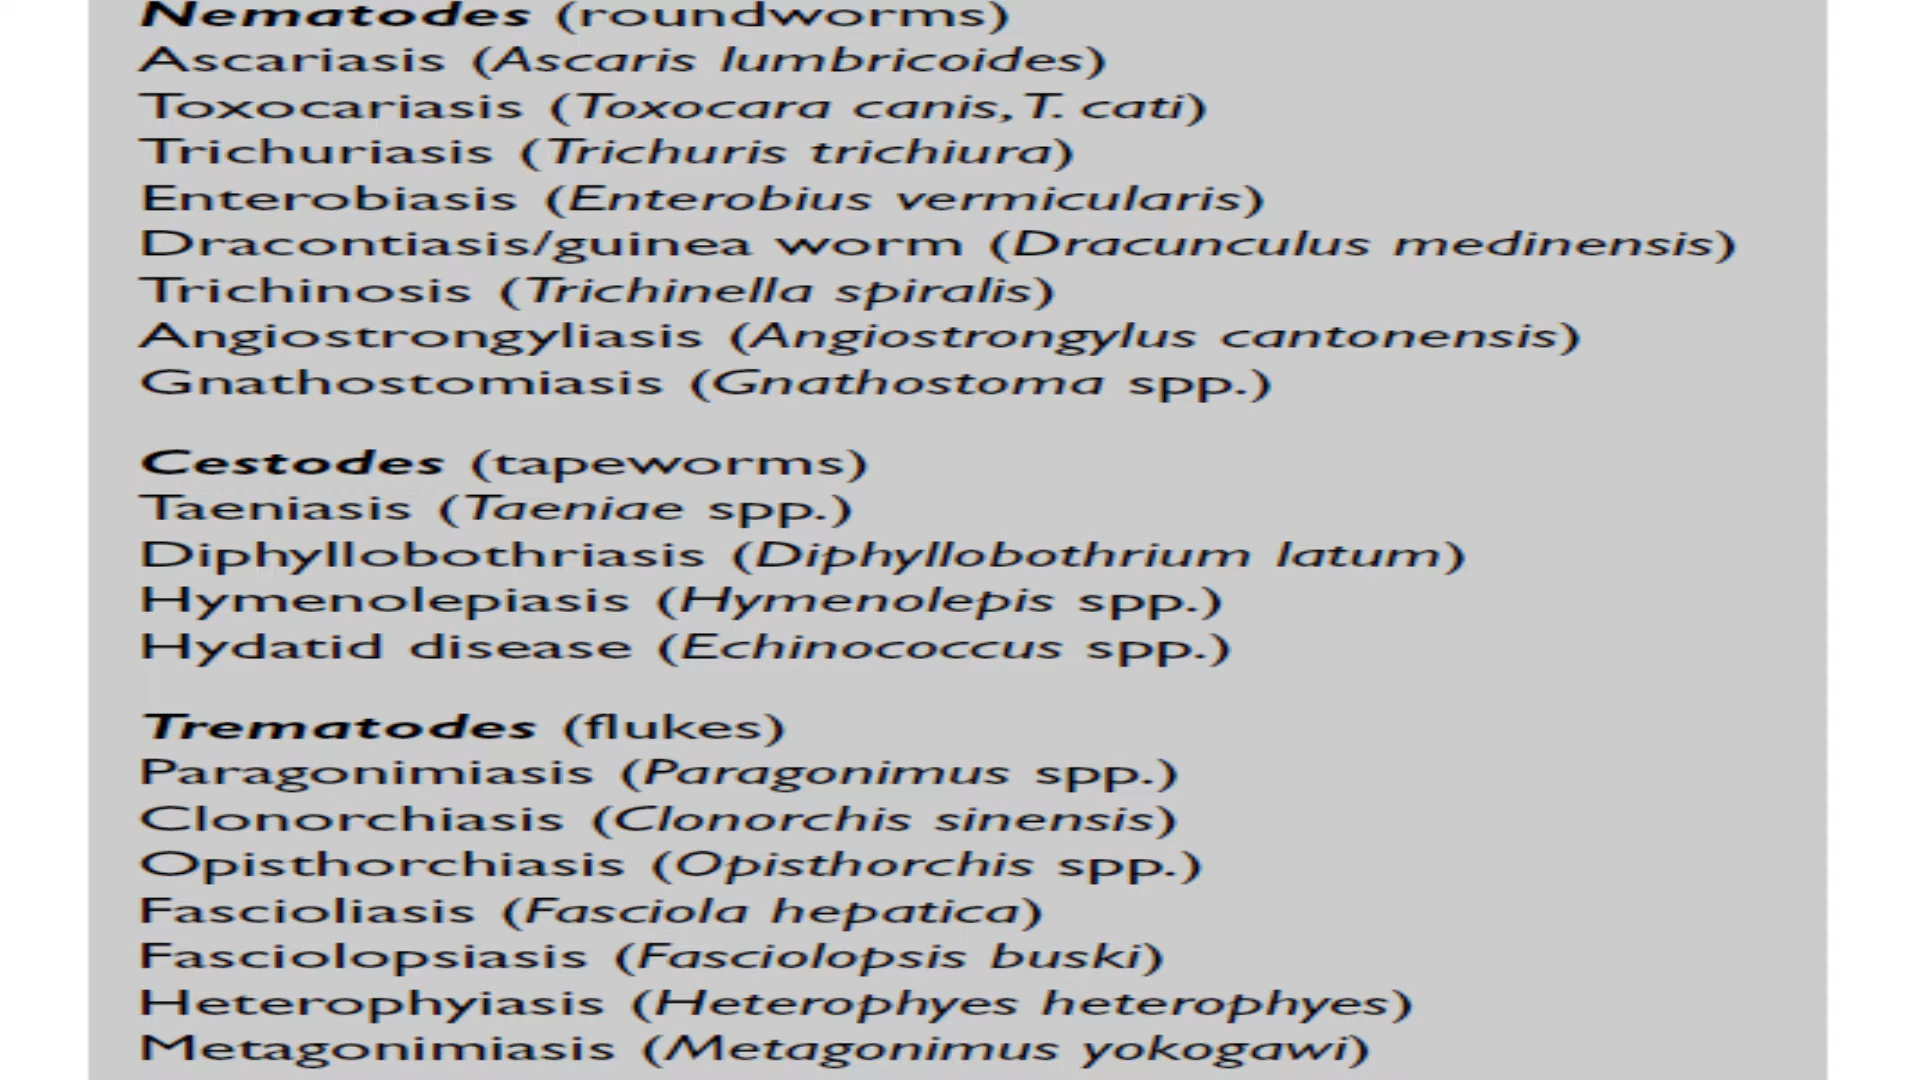 Nematodes (roundworms)
Ascariasis (Ascaris lumbricoides)
Toxocariasis (Toxocara canis, T. cati)
Trichuriasis (Trichuris trichiura)
Enterobiasis (Enterobius vermicularis)
Dracontiasis/guinea worm (Dracunculus medinensis)
Trichinosis (Trichinella spiralis)
Angiostrongyliasis (Angiostrongylus cantonensis)
Gnathostomiasis (Gnathostoma spp.)
Cestodes (tapeworms)
Taeniasis (Taeniae spp.)
Diphyllobothriasis (Diphyllobothrium latum)
Hymenolepiasis (Hymenolepis spp.)
Hydatid disease (Echinococcus spp.)
Trematodes (flukes)
Paragonimiasis (Paragonimus spp.)
Clonorchiasis (Clonorchis sinensis)
Opisthorchiasis (Opisthorchis spp.)
Fascioliasis (Fasciola hepatica)
Fasciolopsiasis (Fasciolopsis buski)
Heterophyiasis (Heterophyes heterophyes)
Metagonimiasis (Metagonimus yokogawi)